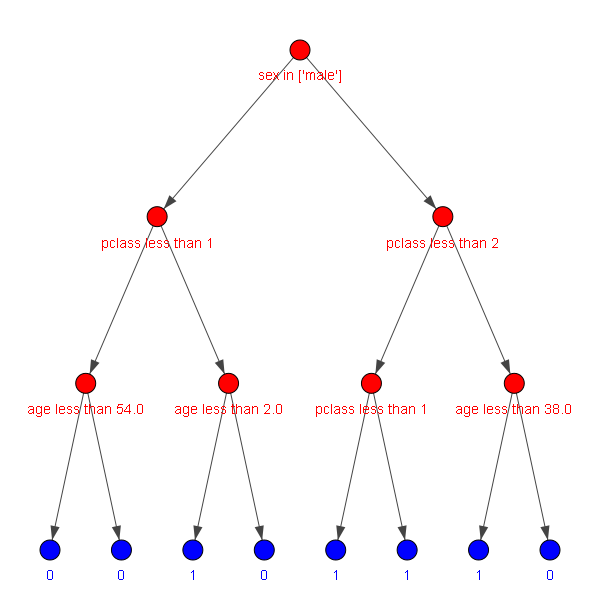 sex in ['male']
pclass less than 1
pclass less than 2
age less than 54.0
age less than 2.0
pclass less than 1
age less than 38.0
0
0
1
0
1
1
1
0